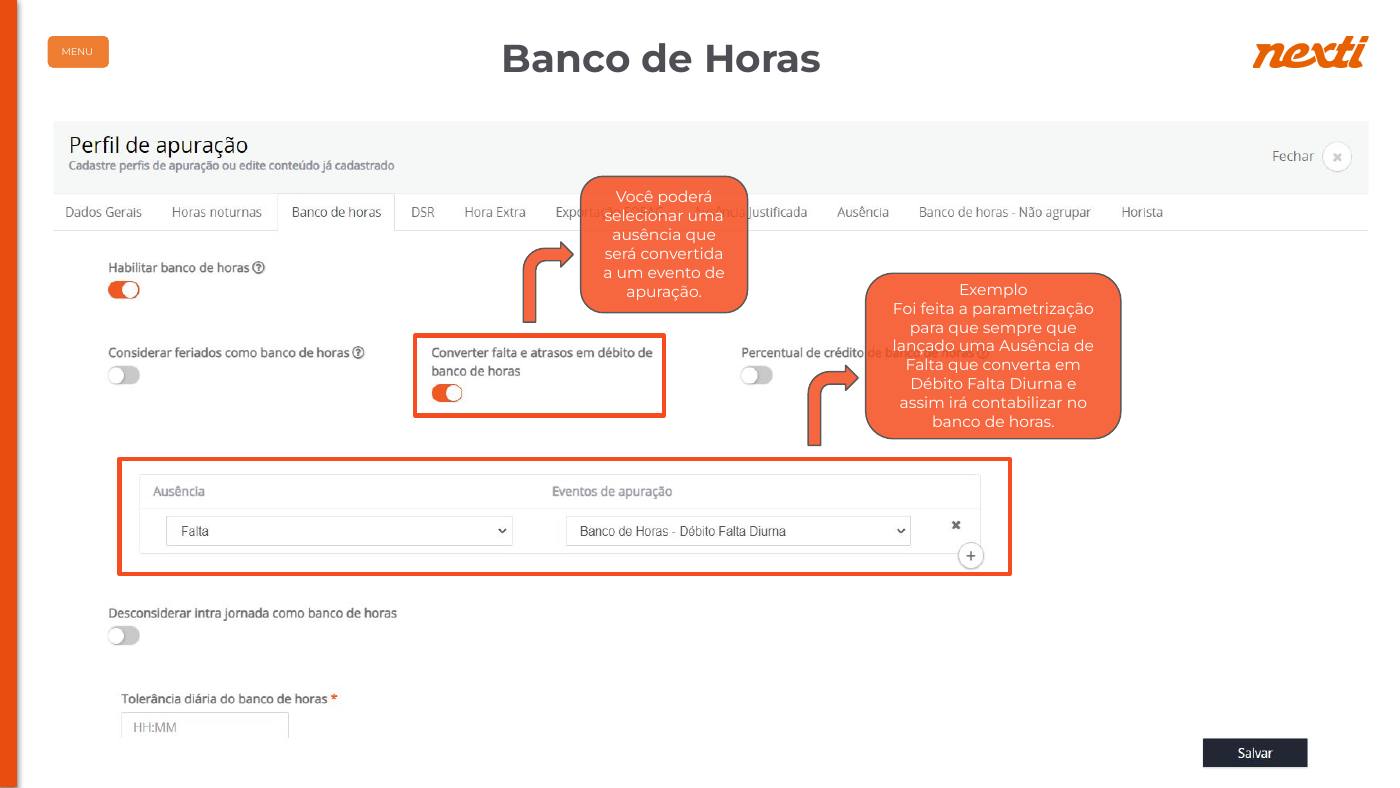 MENU
Banco de Horas
nexti
Perfil de apuração
Cadastre perfis de apuração ou edite conteúdo já cadastrado
Fechar
Dados Gerais
Horas noturnas
Banco de horas
DSR
Hora Extra
Justificada
Ausência
Banco de horas - Não agrupar
Horista
Você poderá
selecionar uma
ausência que
será convertida
a um evento de
apuração.
Habilitar banco de horas
Exemplo
Foi feita a parametrização
para que sempre que
lançado uma Ausência de
Falta que converta em
Débito Falta Diurna e
assim irá contabilizar no
banco de horas.
Considerar feriados como banco de horas
Converter falta e atrasos em débito de
banco de horas
Percentual de crédito de banco de horas
Ausência
Eventos de apuração
Falta
Banco de Horas - Débito Falta Diurna
Desconsiderar intra jornada como banco de horas
Tolerância diária do banco de horas *
HH:MM
Salvar